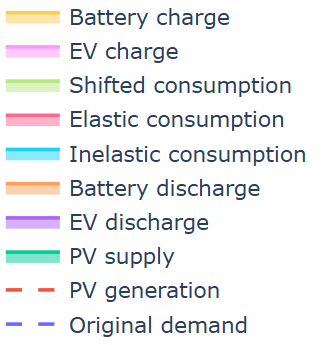 Battery charge
EV charge
Shifted consumption
Elastic consumption
Inelastic consumption
Battery discharge
EV discharge
PV supply
PV generation
Original demand